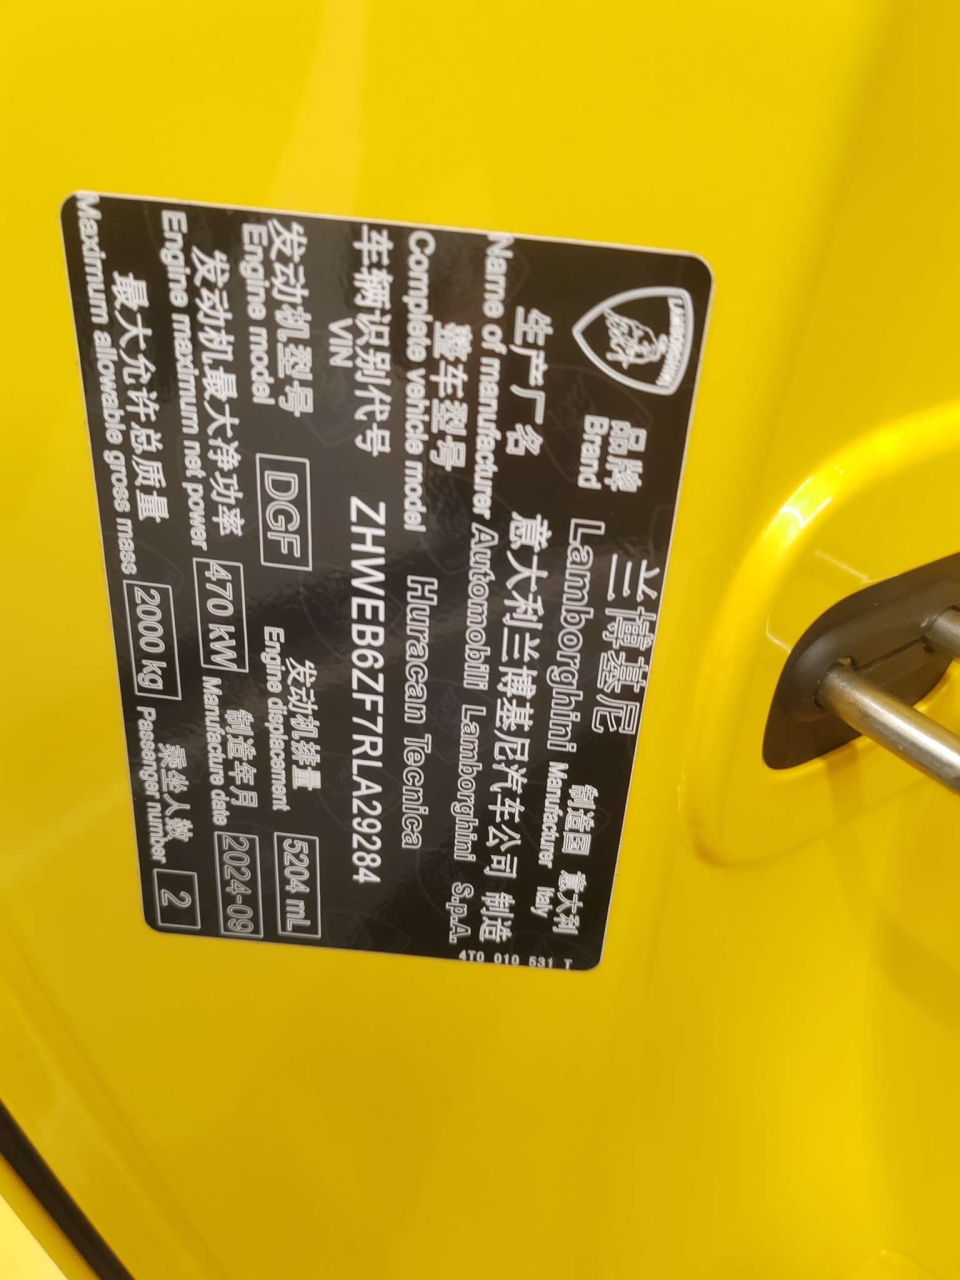 LAMBORGHINI
品牌 兰博基尼 制造国 意大利
Brand Lamborghini Manufacturer Italy
生产厂名 意大利兰博基尼汽车公司 制造
Name of manufacturer Automobili Lamborghini S.p.A.
整车型号
Complete vehicle model Huracan Tecnica
车辆识别代号
VIN ZHWEB6ZF7RLA29284
发动机型号 DGF 发动机排量 5204 mL
Engine model Engine displacement
发动机最大净功率 470 kW 制造年月 2024-09
Engine maximum net power Manufacture date
最大允许总质量 2000 kg 乘坐人数 2
Maximum allowable gross mass Passenger number
4T0 010 531 T